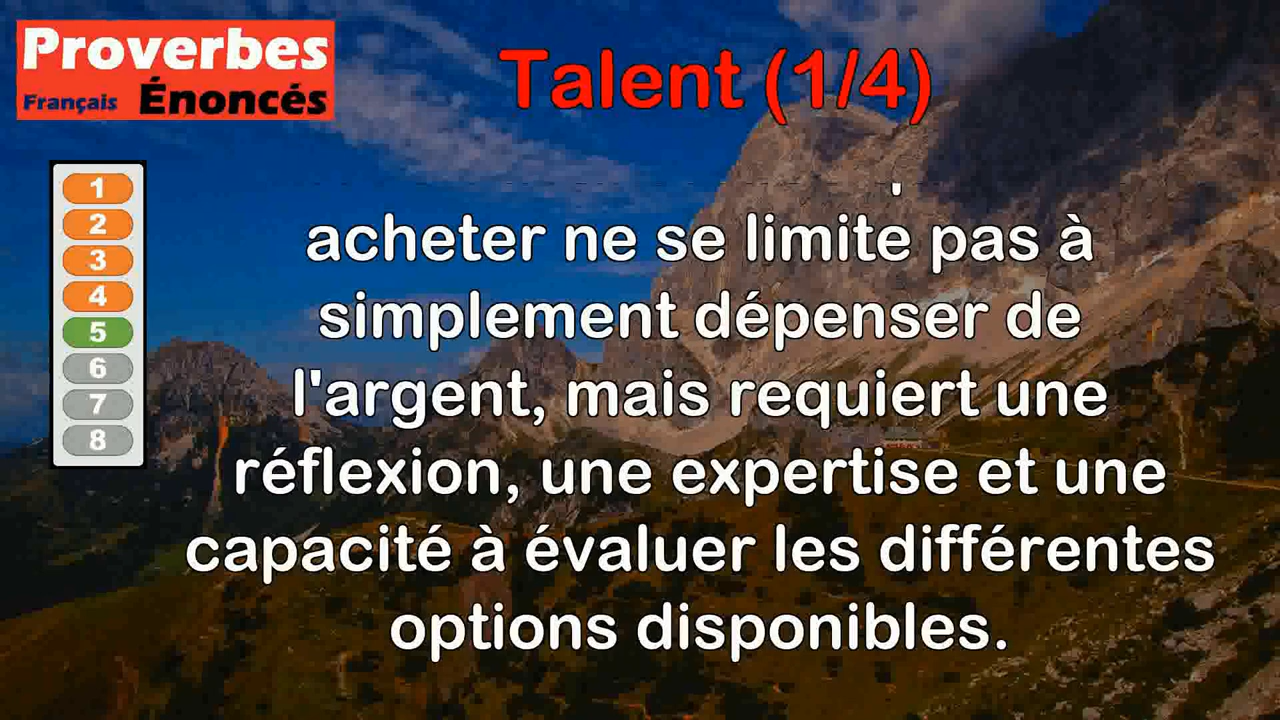 Proverbes
Français Énoncés
Talent (1/4)
1
2
3
4
5
6
7
8
acheter ne se limite pas à
simplement dépenser de
l'argent, mais requiert une
réflexion, une expertise et une
capacité à évaluer les différentes
options disponibles.